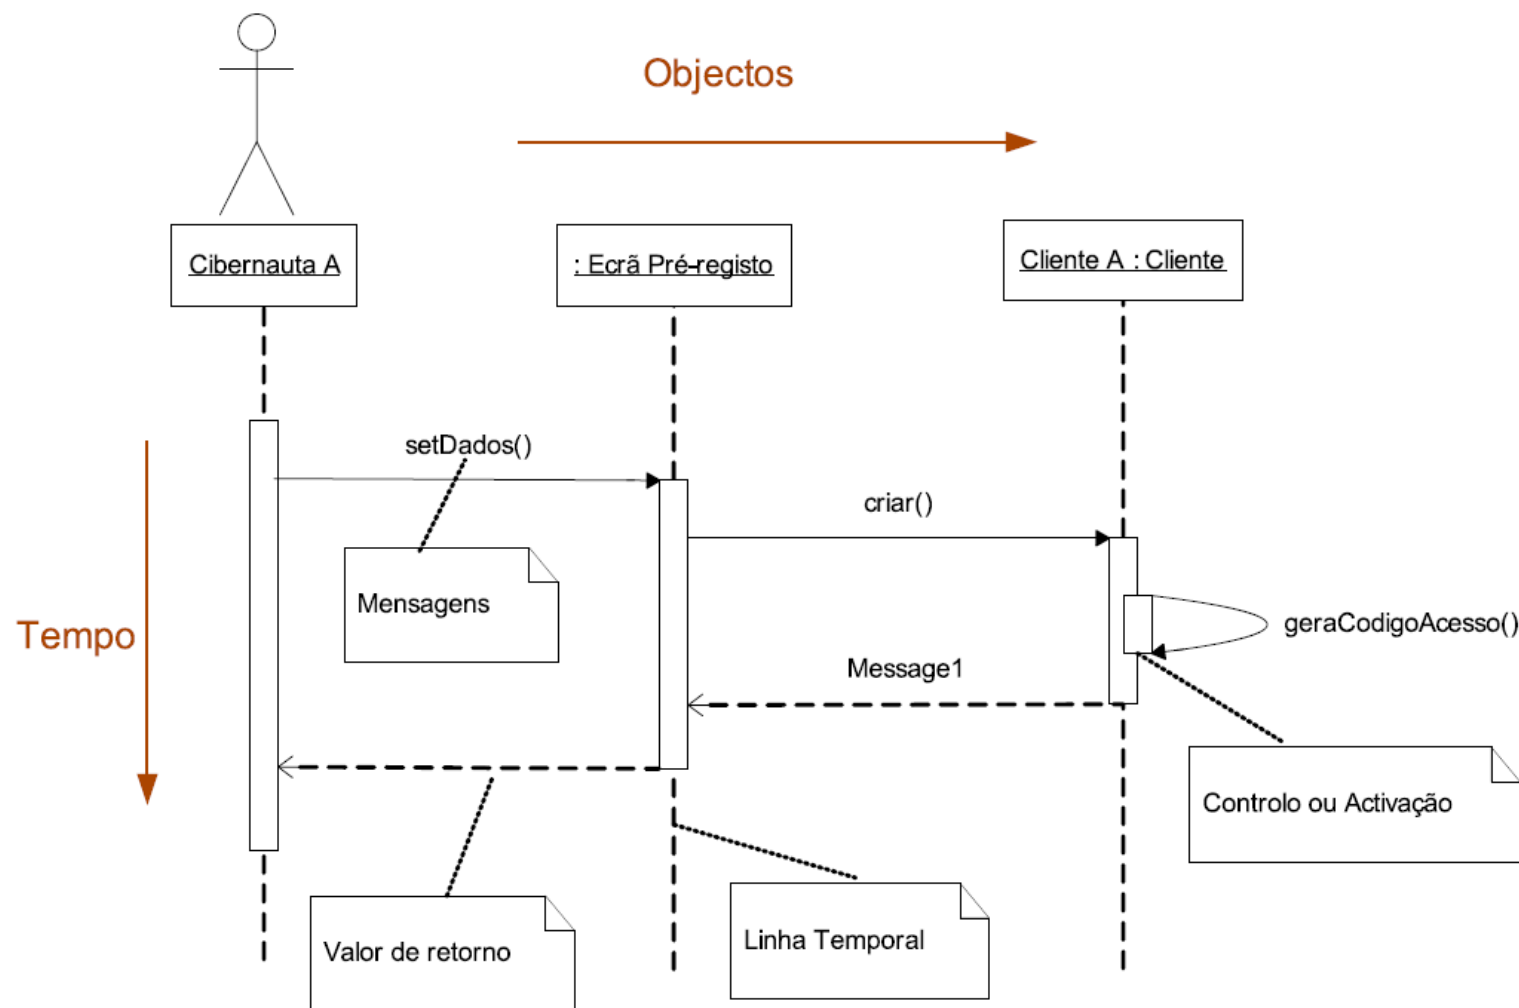 Objectos
Cibernauta A
: Ecrã Pré-registo
Cliente A : Cliente
setDados()
criar()
Mensagens
geraCodigoAcesso()
Tempo
Message1
Controlo ou Activação
Valor de retorno
Linha Temporal